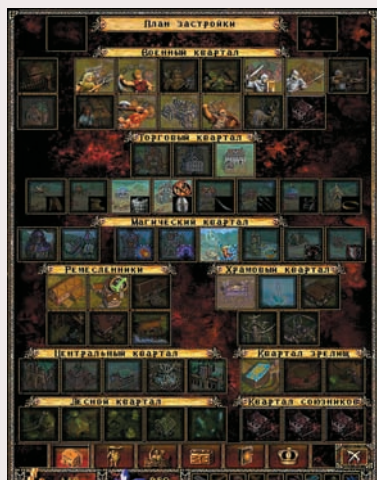 План застройки
Военный квартал
Торговый квартал
Магический квартал
Ремесленники
Храмовый квартал
Центральный квартал
Квартал зрелищ
Лесной квартал
Квартал союзников